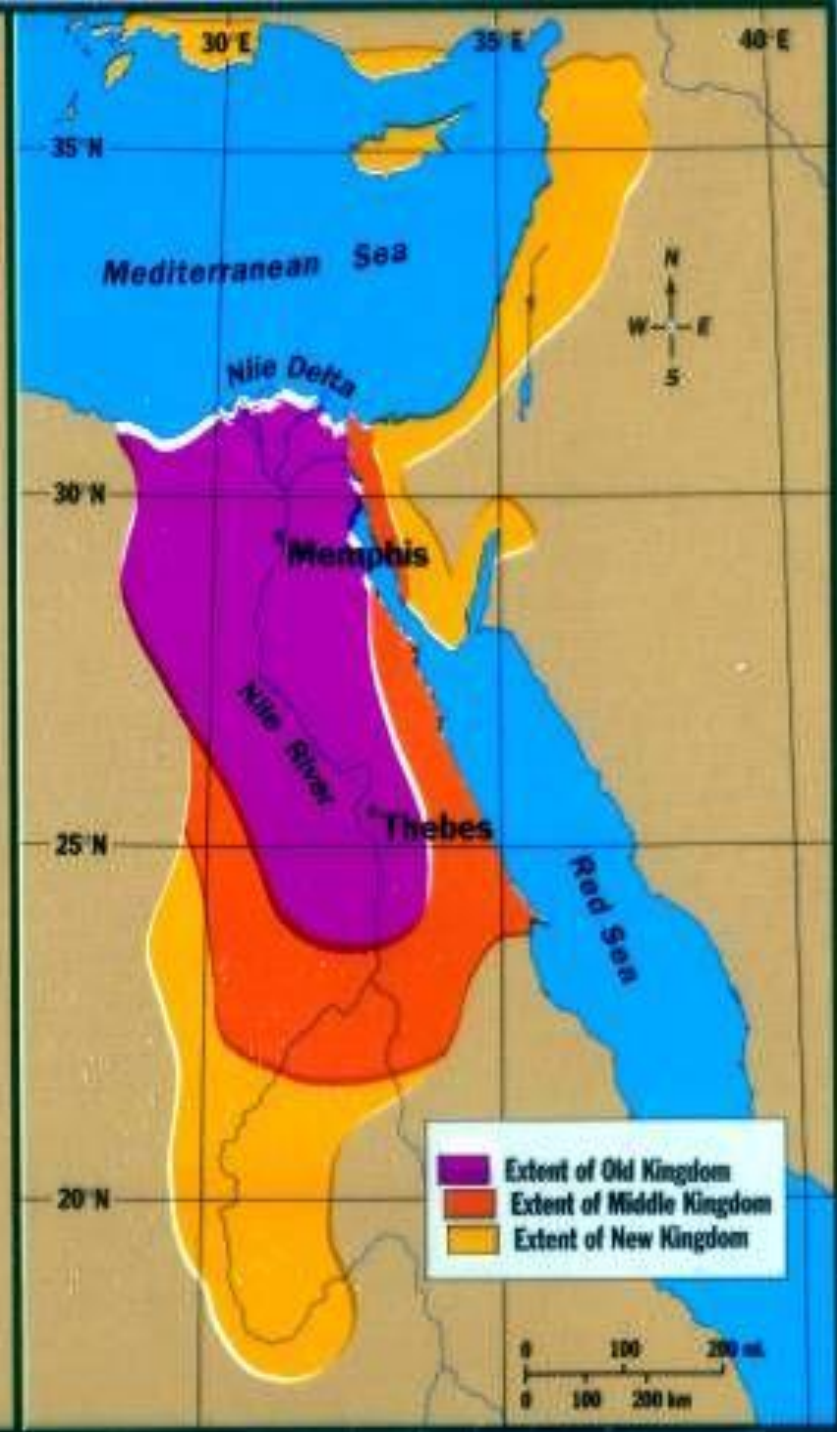 30°E
35°E
40°E
35°N
Mediterranean Sea
N
W E
S
Nile Delta
30°N
Memphis
Nile River
Thebes
25°N
Red Sea
Extent of Old Kingdom
20°N
Extent of Middle Kingdom
Extent of New Kingdom
0 100 200 mi.
0 100 200 km